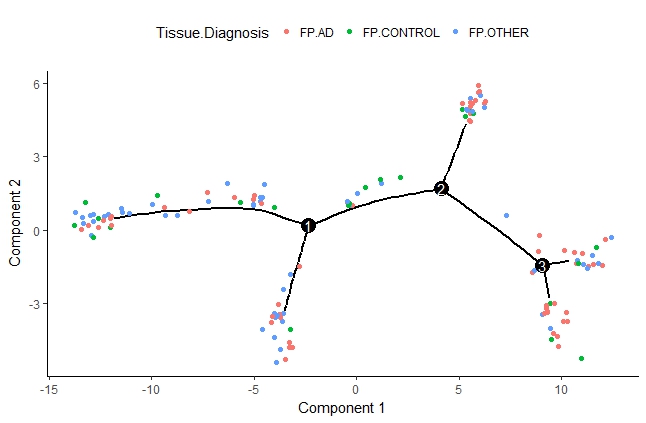 Tissue.Diagnosis FP.AD FP.CONTROL FP.OTHER
6
3
0
-3
Component 2
1
2
3
-15 -10 -5 0 5 10
Component 1